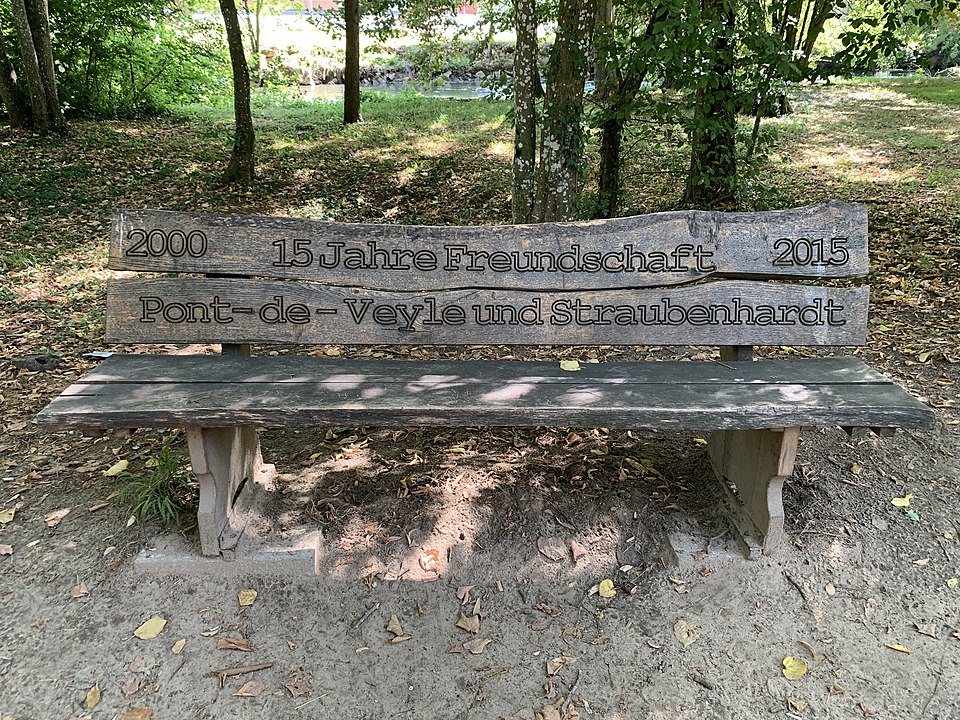 2000 15 Jahre Freundschaft 2015
Pont-de-Veyle und Straubenhardt